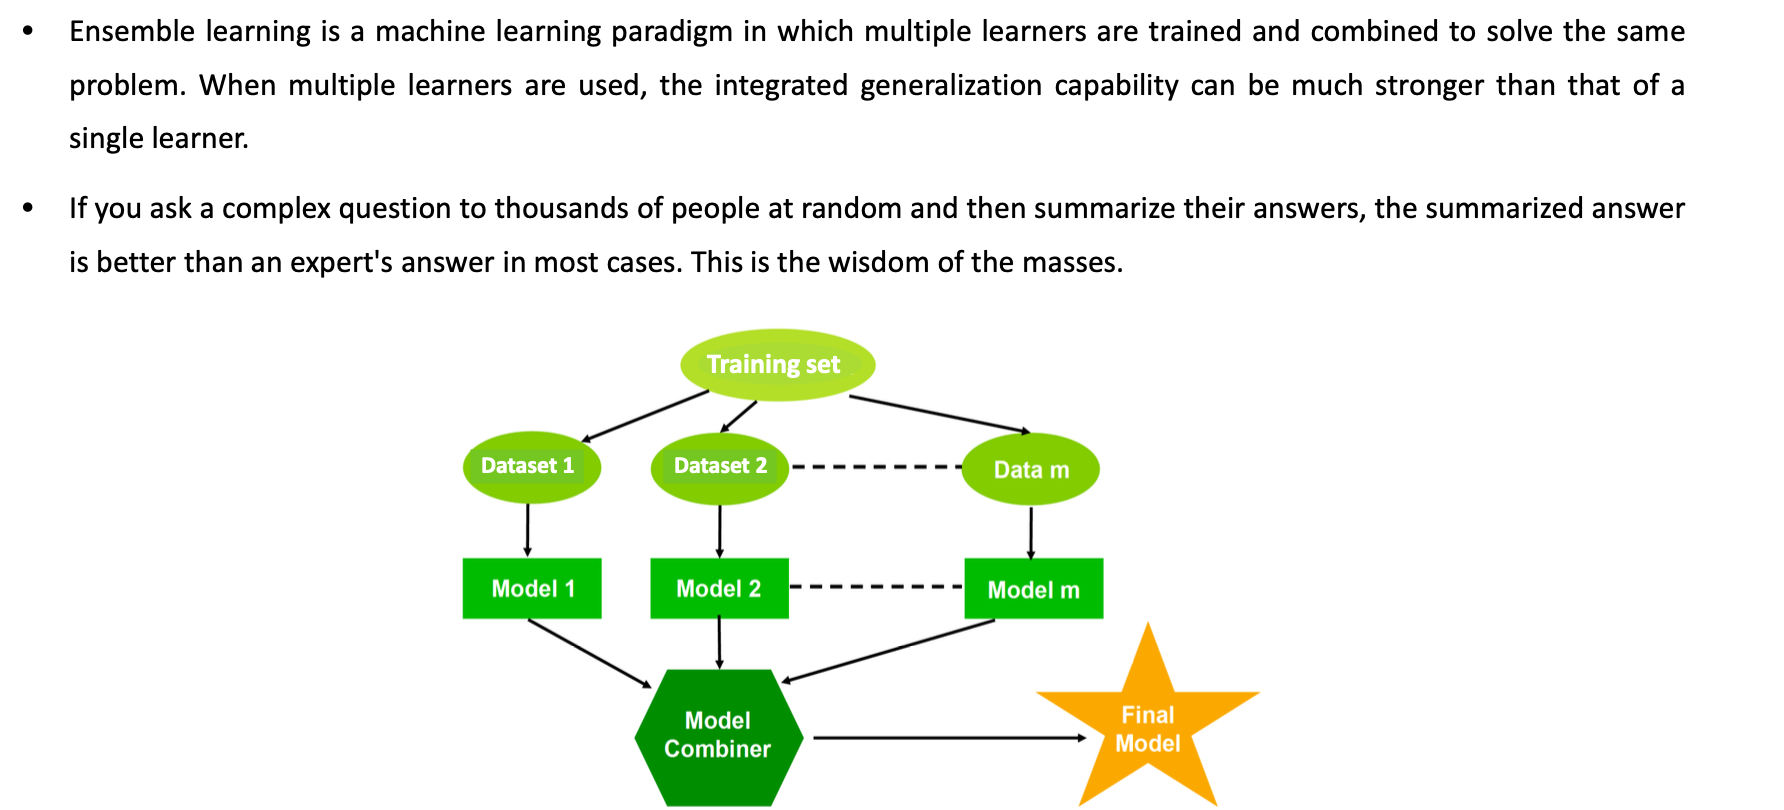 • Ensemble learning is a machine learning paradigm in which multiple learners are trained and combined to solve the same
problem. When multiple learners are used, the integrated generalization capability can be much stronger than that of a
single learner.
• If you ask a complex question to thousands of people at random and then summarize their answers, the summarized answer
is better than an expert's answer in most cases. This is the wisdom of the masses.
Training set
Dataset 1
Dataset 2
Data m
Model 1
Model 2
Model m
Model
Combiner
Final
Model